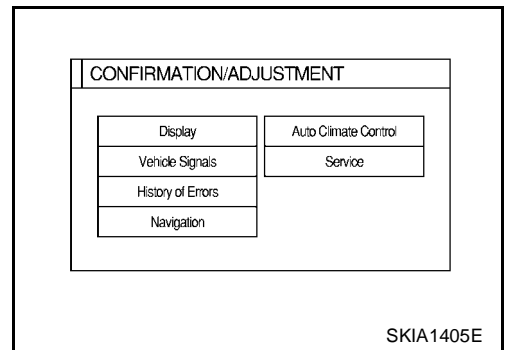 CONFIRMATION/ADJUSTMENT
Display
Vehicle Signals
History of Errors
Navigation
Auto Climate Control
Service
SKIA1405E